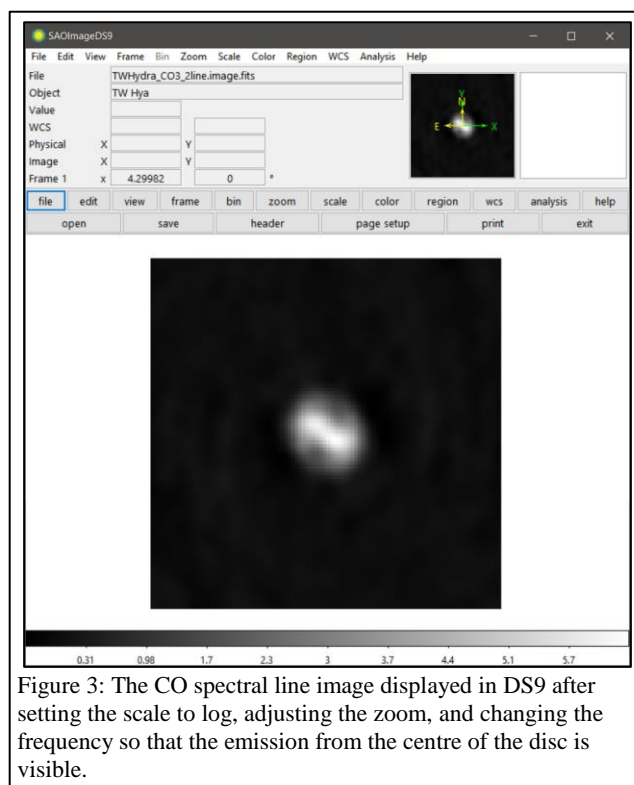 SAOImageDS9
File Edit View Frame Bin Zoom Scale Color Region WCS Analysis Help
File TWHydra_CO3_2line.image.fits
Object TW Hya
Value
WCS
Physical X Y
Image X Y
Frame 1 x 4.29982 0 °
Y
N
E X
file edit view frame bin zoom scale color region wcs analysis help
open save header page setup print exit
0.31 0.98 1.7 2.3 3 3.7 4.4 5.1 5.7
Figure 3: The CO spectral line image displayed in DS9 after
setting the scale to log, adjusting the zoom, and changing the
frequency so that the emission from the centre of the disc is
visible.